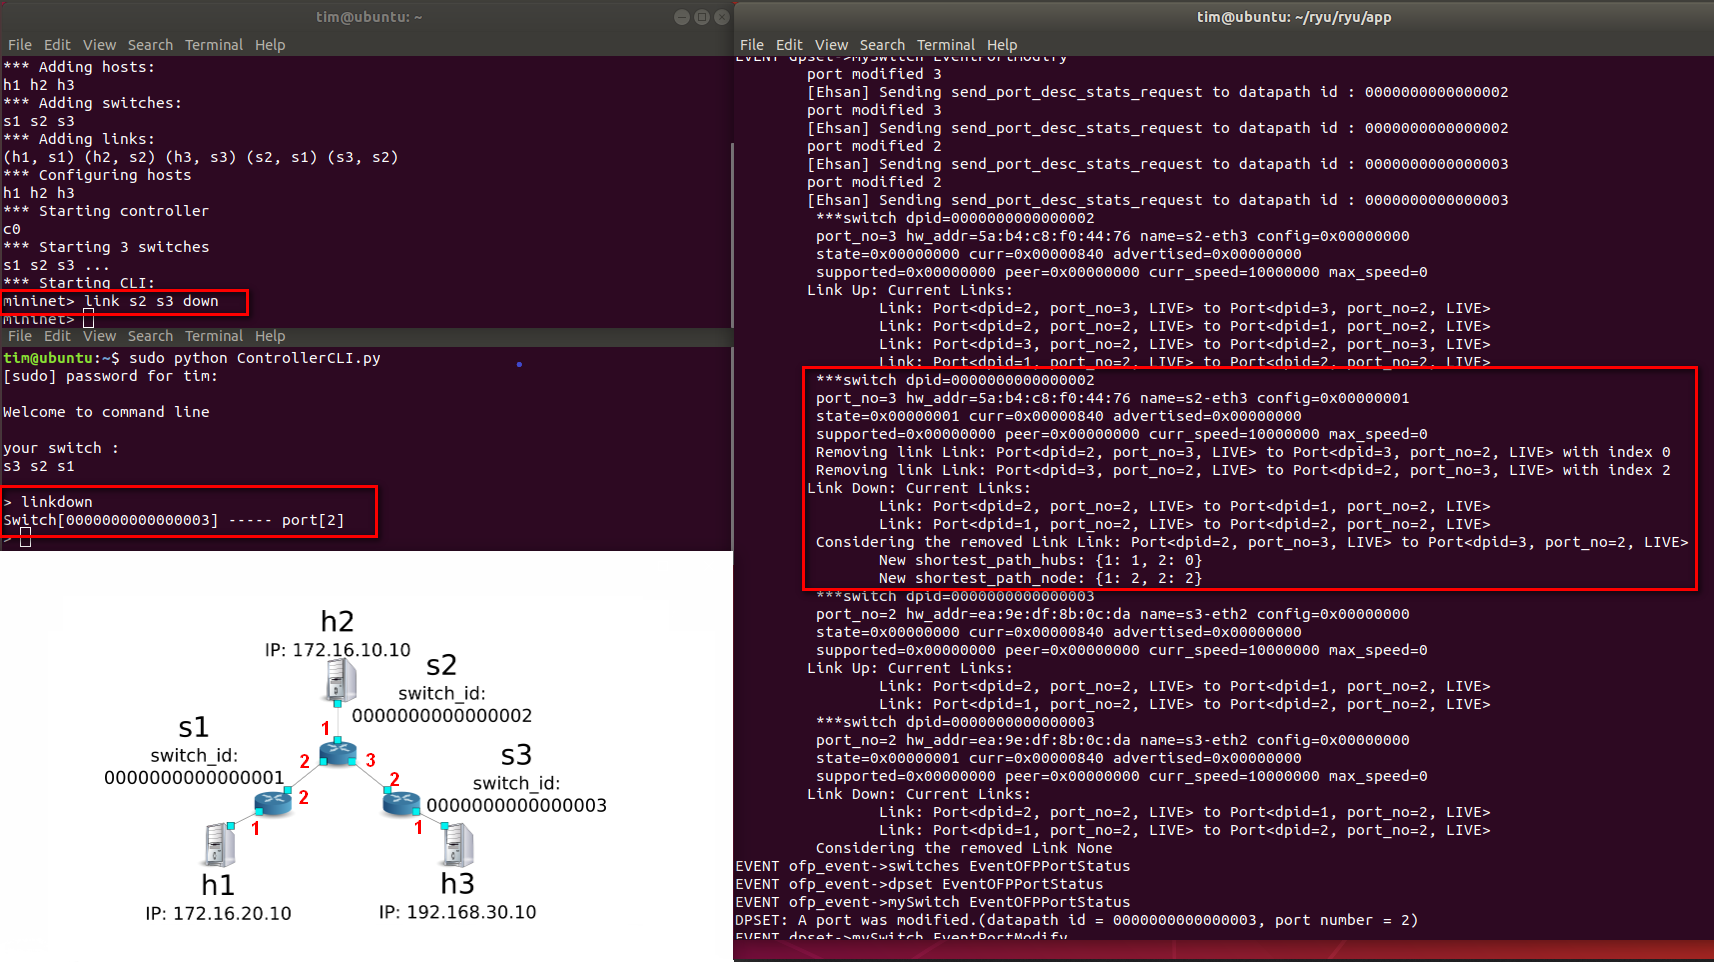 tim@ubuntu: ~
File Edit View Search Terminal Help
*** Adding hosts:
h1 h2 h3
*** Adding switches:
s1 s2 s3
*** Adding links:
(h1, s1) (h2, s2) (h3, s3) (s2, s1) (s3, s2)
*** Configuring hosts
h1 h2 h3
*** Starting controller
c0
*** Starting 3 switches
s1 s2 s3 ...
*** Starting CLI:
mininet> link s2 s3 down
mininet>
File Edit View Search Terminal Help
tim@ubuntu:~$ sudo python ControllerCLI.py
[sudo] password for tim:
Welcome to command line
your switch :
s3 s2 s1
> linkdown
Switch[0000000000000003] ----- port[2]
>
h2
IP: 172.16.10.10
s2
switch_id:
0000000000000002
1
s1
switch_id:
0000000000000001
2
3
s3
switch_id:
0000000000000003
2
2
1
1
h1
IP: 172.16.20.10
h3
IP: 192.168.30.10
tim@ubuntu: ~/ryu/ryu/app
File Edit View Search Terminal Help
EVENT dpset->mySwitch EventPortModify
port modified 3
[Ehsan] Sending send_port_desc_stats_request to datapath id : 0000000000000002
port modified 3
[Ehsan] Sending send_port_desc_stats_request to datapath id : 0000000000000002
port modified 2
[Ehsan] Sending send_port_desc_stats_request to datapath id : 0000000000000003
port modified 2
[Ehsan] Sending send_port_desc_stats_request to datapath id : 0000000000000003
***switch dpid=0000000000000002
port_no=3 hw_addr=5a:b4:c8:f0:44:76 name=s2-eth3 config=0x00000000
state=0x00000000 curr=0x00000840 advertised=0x00000000
supported=0x00000000 peer=0x00000000 curr_speed=10000000 max_speed=0
Link Up: Current Links:
Link: Port<dpid=2, port_no=3, LIVE> to Port<dpid=3, port_no=2, LIVE>
Link: Port<dpid=2, port_no=2, LIVE> to Port<dpid=1, port_no=2, LIVE>
Link: Port<dpid=3, port_no=2, LIVE> to Port<dpid=2, port_no=3, LIVE>
Link: Port<dpid=1, port_no=2, LIVE> to Port<dpid=2, port_no=2, LIVE>
***switch dpid=0000000000000002
port_no=3 hw_addr=5a:b4:c8:f0:44:76 name=s2-eth3 config=0x00000001
state=0x00000001 curr=0x00000840 advertised=0x00000000
supported=0x00000000 peer=0x00000000 curr_speed=10000000 max_speed=0
Removing link Link: Port<dpid=2, port_no=3, LIVE> to Port<dpid=3, port_no=2, LIVE> with index 0
Removing link Link: Port<dpid=3, port_no=2, LIVE> to Port<dpid=2, port_no=3, LIVE> with index 2
Link Down: Current Links:
Link: Port<dpid=2, port_no=2, LIVE> to Port<dpid=1, port_no=2, LIVE>
Link: Port<dpid=1, port_no=2, LIVE> to Port<dpid=2, port_no=2, LIVE>
Considering the removed Link Link: Port<dpid=2, port_no=3, LIVE> to Port<dpid=3, port_no=2, LIVE>
New shortest_path_hubs: {1: 1, 2: 0}
New shortest_path_node: {1: 2, 2: 2}
***switch dpid=0000000000000003
port_no=2 hw_addr=ea:9e:df:8b:0c:da name=s3-eth2 config=0x00000000
state=0x00000000 curr=0x00000840 advertised=0x00000000
supported=0x00000000 peer=0x00000000 curr_speed=10000000 max_speed=0
Link Up: Current Links:
Link: Port<dpid=2, port_no=2, LIVE> to Port<dpid=1, port_no=2, LIVE>
Link: Port<dpid=1, port_no=2, LIVE> to Port<dpid=2, port_no=2, LIVE>
***switch dpid=0000000000000003
port_no=2 hw_addr=ea:9e:df:8b:0c:da name=s3-eth2 config=0x00000000
state=0x00000001 curr=0x00000840 advertised=0x00000000
supported=0x00000000 peer=0x00000000 curr_speed=10000000 max_speed=0
Link Down: Current Links:
Link: Port<dpid=2, port_no=2, LIVE> to Port<dpid=1, port_no=2, LIVE>
Link: Port<dpid=1, port_no=2, LIVE> to Port<dpid=2, port_no=2, LIVE>
Considering the removed Link None
EVENT ofp_event->switches EventOFPPortStatus
EVENT ofp_event->dpset EventOFPPortStatus
EVENT ofp_event->mySwitch EventOFPPortStatus
DPSET: A port was modified.(datapath id = 0000000000000003, port number = 2)
EVENT dpset->mySwitch EventPortModify